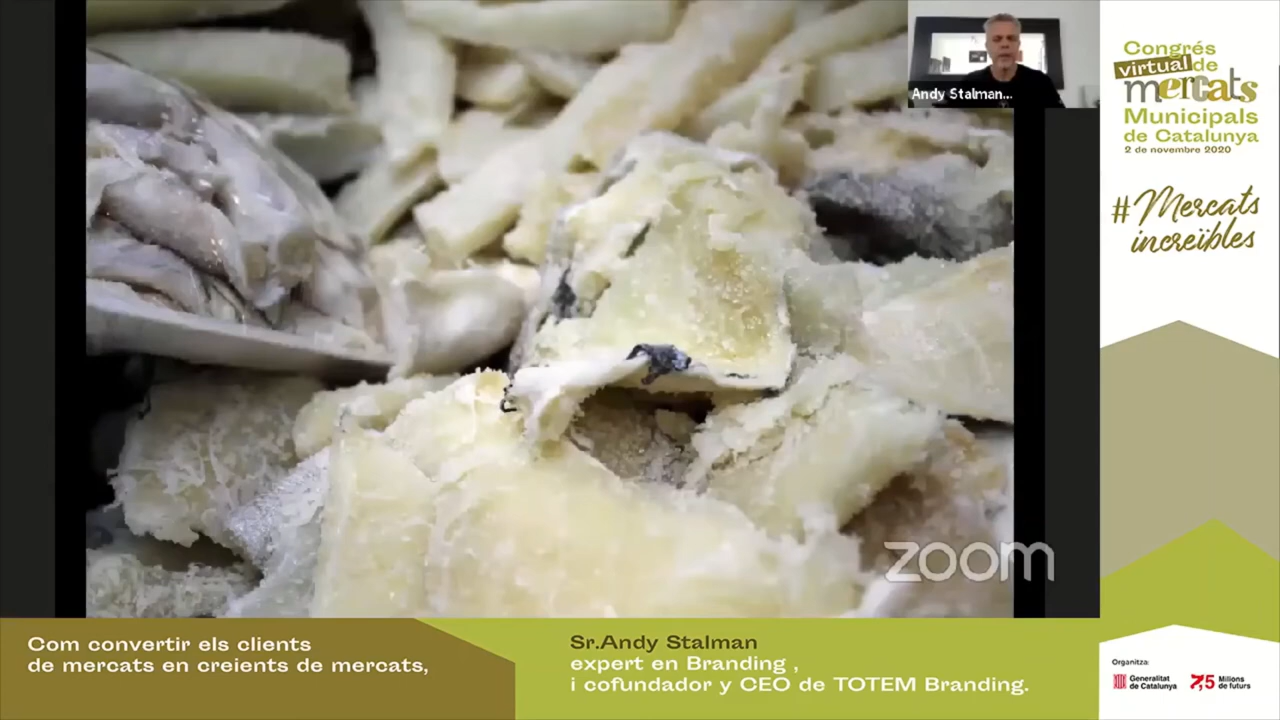 Andy Stalman...
Congrés
virtual de
mercats
Municipals
de Catalunya
2 de novembre 2020
#Mercats
increïbles
zoom
Com convertir els clients
de mercats en creients de mercats,
Sr.Andy Stalman
expert en Branding ,
i cofundador y CEO de TOTEM Branding.
Organitza:
Generalitat
de Catalunya
7,5 Milions
de futurs